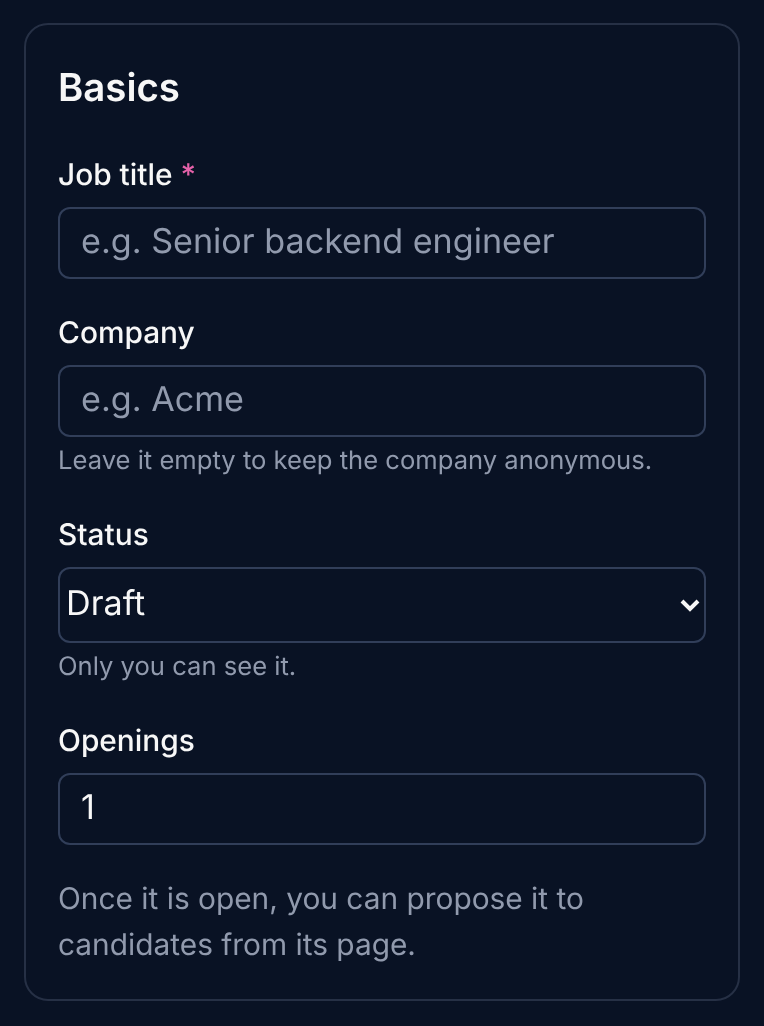 Basics
Job title *
e.g. Senior backend engineer
Company
e.g. Acme
Leave it empty to keep the company anonymous.
Status
Draft
Only you can see it.
Openings
1
Once it is open, you can propose it to
candidates from its page.